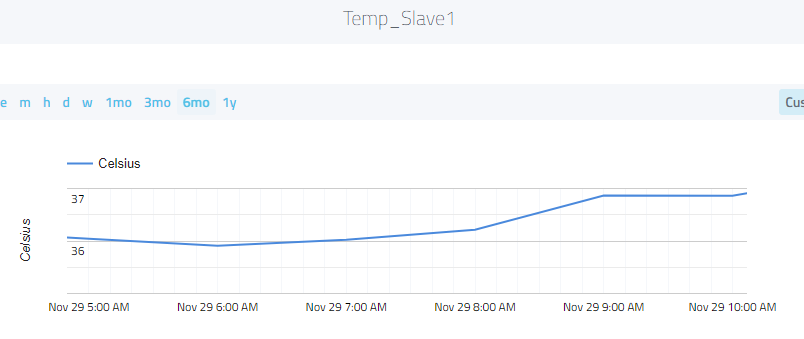 Temp_Slave1
e m h d w 1mo 3mo 6mo 1y Cus
Celsius
37
Celsius
36
Nov 29 5:00 AM Nov 29 6:00 AM Nov 29 7:00 AM Nov 29 8:00 AM Nov 29 9:00 AM Nov 29 10:00 AM